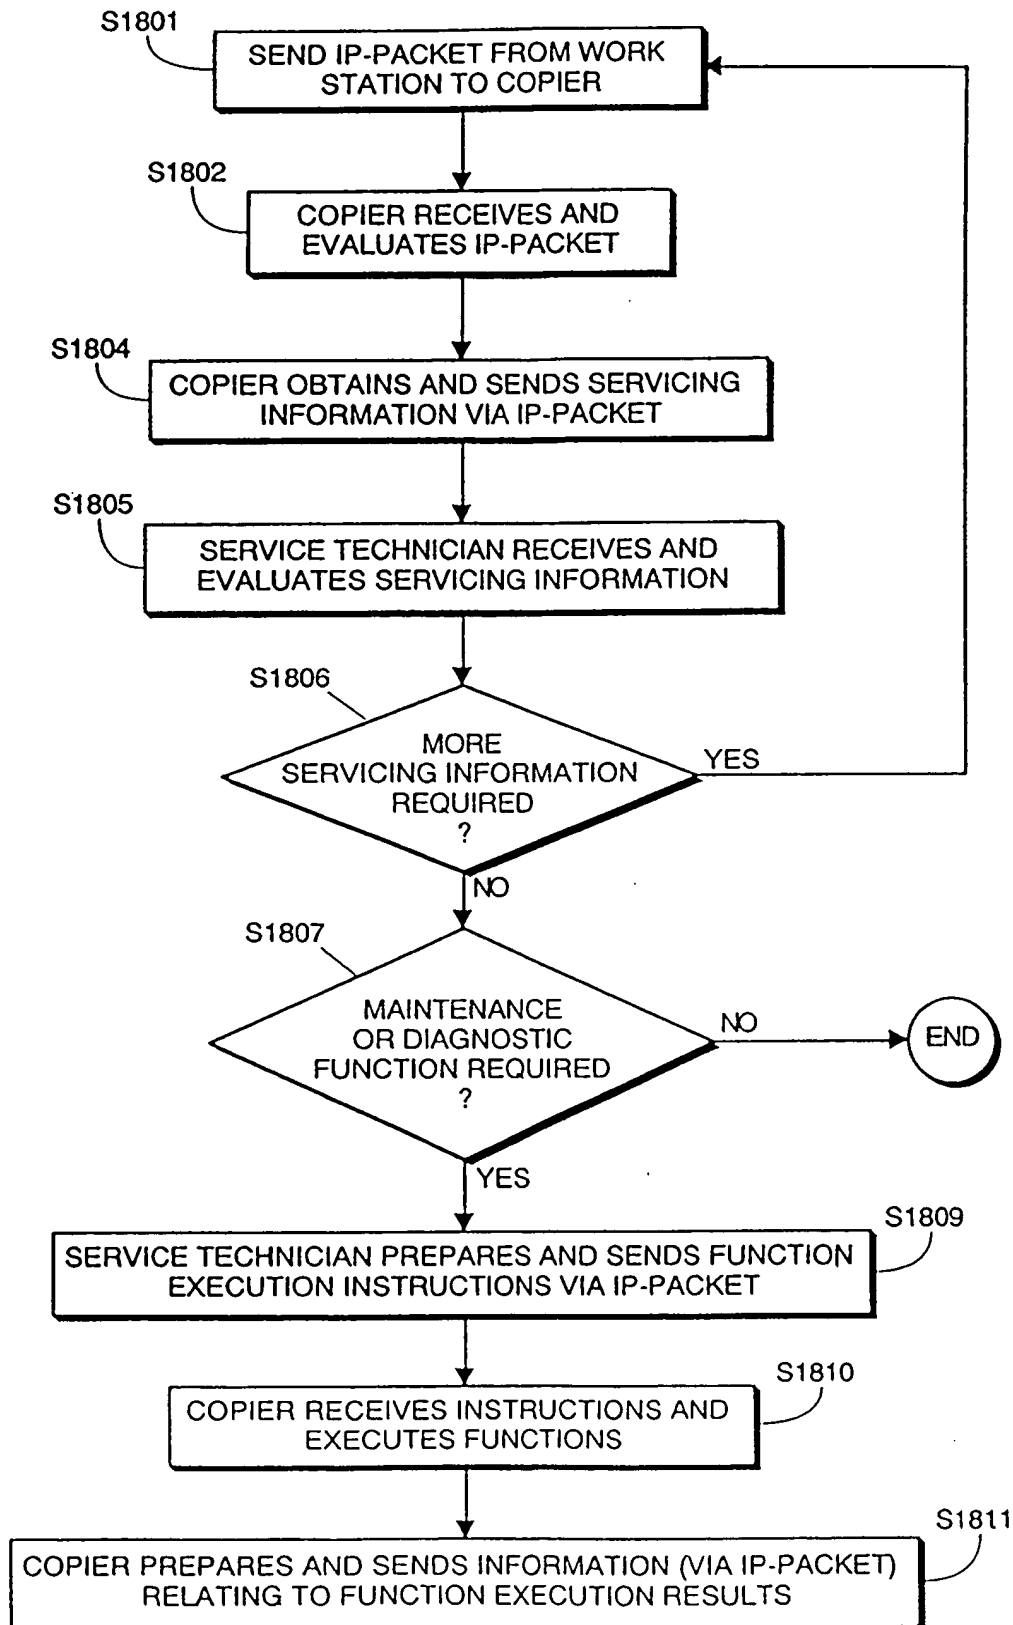 S1801
SEND IP-PACKET FROM WORK
STATION TO COPIER
S1802
COPIER RECEIVES AND
EVALUATES IP-PACKET
S1804
COPIER OBTAINS AND SENDS SERVICING
INFORMATION VIA IP-PACKET
S1805
SERVICE TECHNICIAN RECEIVES AND
EVALUATES SERVICING INFORMATION
S1806
MORE
SERVICING INFORMATION
REQUIRED
?
YES
NO
S1807
MAINTENANCE
OR DIAGNOSTIC
FUNCTION REQUIRED
?
NO
END
YES
S1809
SERVICE TECHNICIAN PREPARES AND SENDS FUNCTION
EXECUTION INSTRUCTIONS VIA IP-PACKET
S1810
COPIER RECEIVES INSTRUCTIONS AND
EXECUTES FUNCTIONS
S1811
COPIER PREPARES AND SENDS INFORMATION (VIA IP-PACKET)
RELATING TO FUNCTION EXECUTION RESULTS